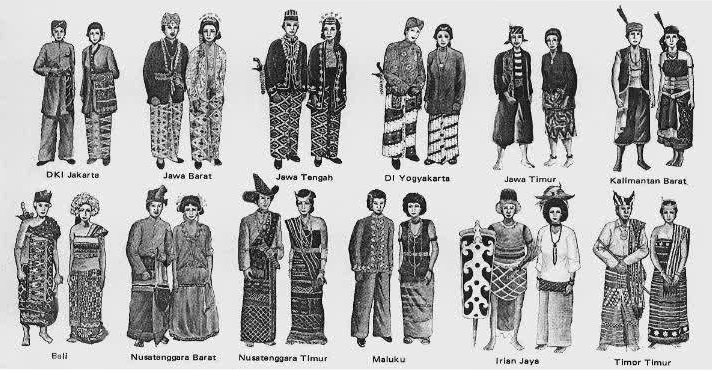 DKI Jakarta
Jawa Barat
Jawa Tengah
DI Yogyakarta
Jawa Timur
Kalimantan Barat
Bali
Nusatenggara Barat
Nusatenggara Timur
Maluku
Irian Jaya
Timor Timur